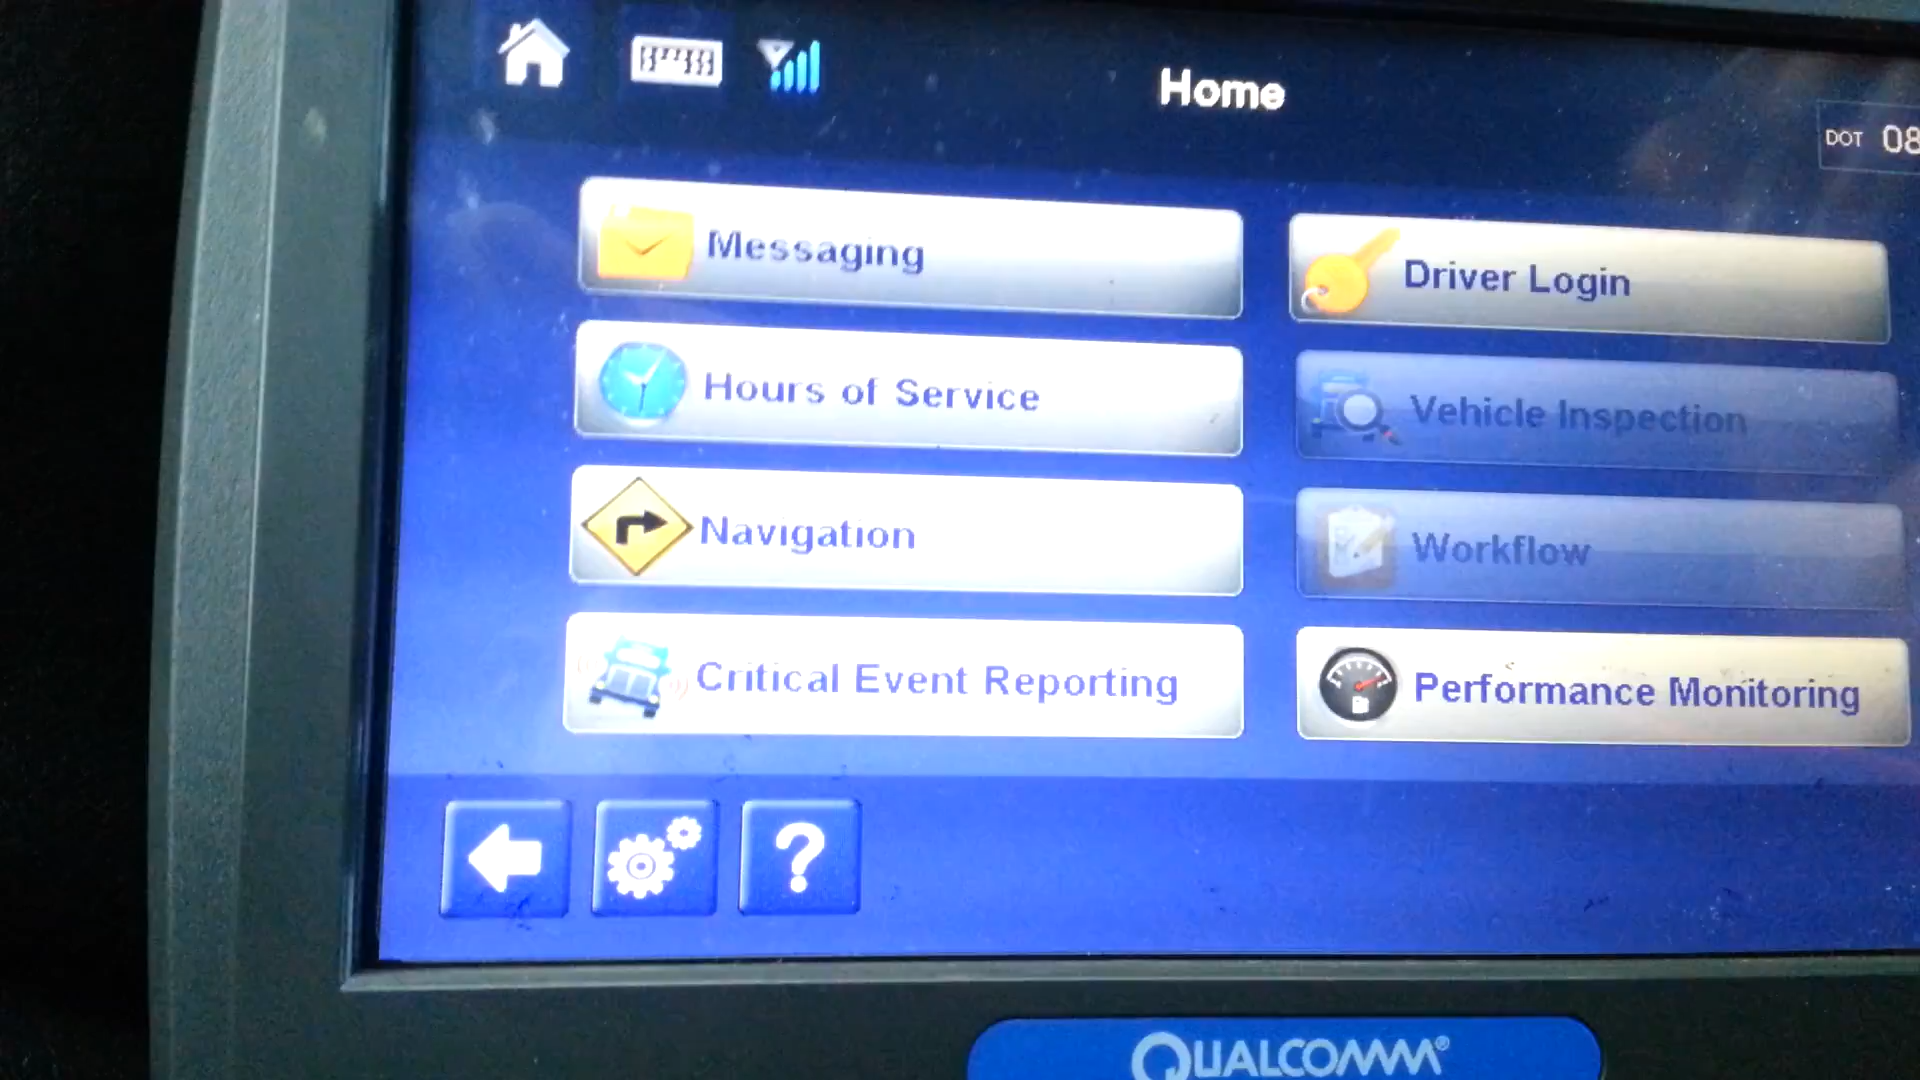 Home
DOT 08
Messaging
Driver Login
Hours of Service
Vehicle Inspection
Navigation
Workflow
Critical Event Reporting
Performance Monitoring
?
QUALCOMM®